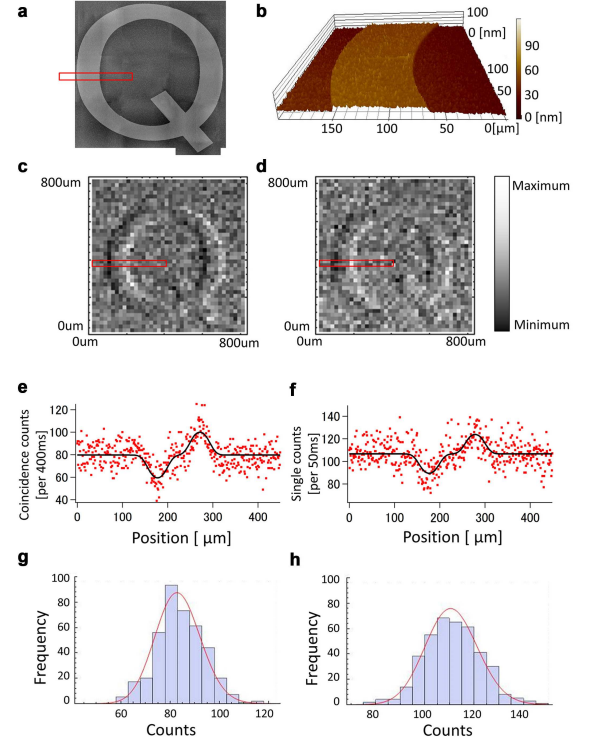 a
Q
b
100
0 [nm]
90
60
30
0 [nm]
100
50
150
100
50
0[μm]
c
800um
0um
0um
800um
d
800um
0um
0um
800um
Maximum
Minimum
e
Coincidence counts
[per 400ms]
120
100
80
60
40
0
100
200
300
400
Position [ μm]
f
Single counts
[per 50ms]
140
120
100
80
0
100
200
300
400
Position [ μm]
g
Frequency
100
80
60
40
20
0
60
80
100
120
Counts
h
Frequency
100
80
60
40
20
0
80
100
120
140
Counts